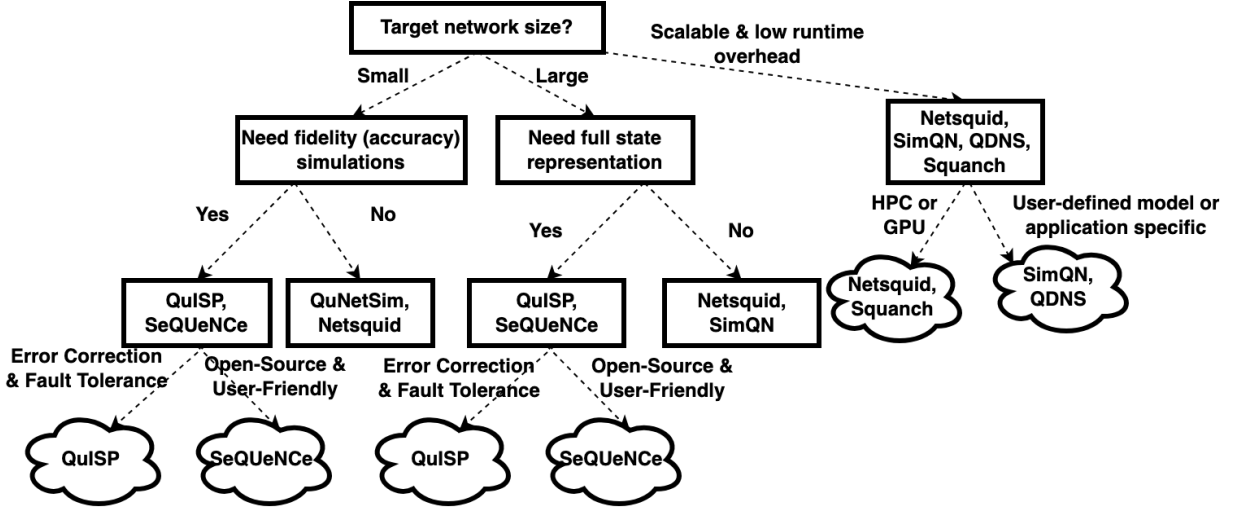 Target network size?
Scalable & low runtime
overhead
Small
Large
Need fidelity (accuracy)
simulations
Need full state
representation
Netsquid,
SimQN, QDNS,
Squanch
Yes
No
Yes
No
HPC or
GPU
User-defined model or
application specific
QuISP,
SeQUeNCe
QuNetSim,
Netsquid
QuISP,
SeQUeNCe
Netsquid,
SimQN
Netsquid,
Squanch
SimQN,
QDNS
Error Correction
& Fault Tolerance
Open-Source &
User-Friendly
Error Correction
& Fault Tolerance
Open-Source &
User-Friendly
QuISP
SeQUeNCe
QuISP
SeQUeNCe